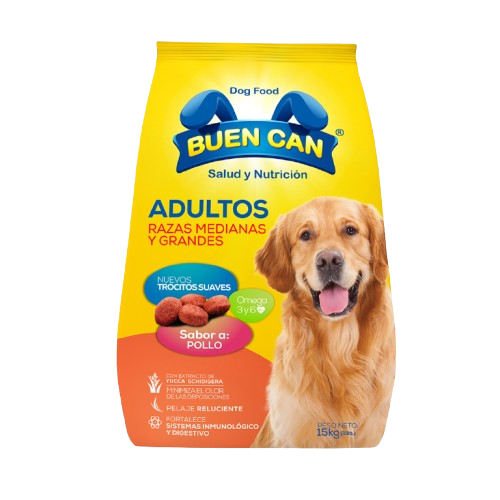 Dog Food
BUEN CAN®
Salud y Nutrición
ADULTOS
RAZAS MEDIANAS
Y GRANDES
NUEVOS
TROCITOS SUAVES
Omega
3 y 6
Sabor a:
POLLO
CON EXTRACTO DE
YUCCA SCHIDIGERA
MINIMIZA EL OLOR
DE LAS DEPOSICIONES
PELAJE RELUCIENTE
FORTALECE
SISTEMAS INMUNOLÓGICO
Y DIGESTIVO
PESO NETO
15kg